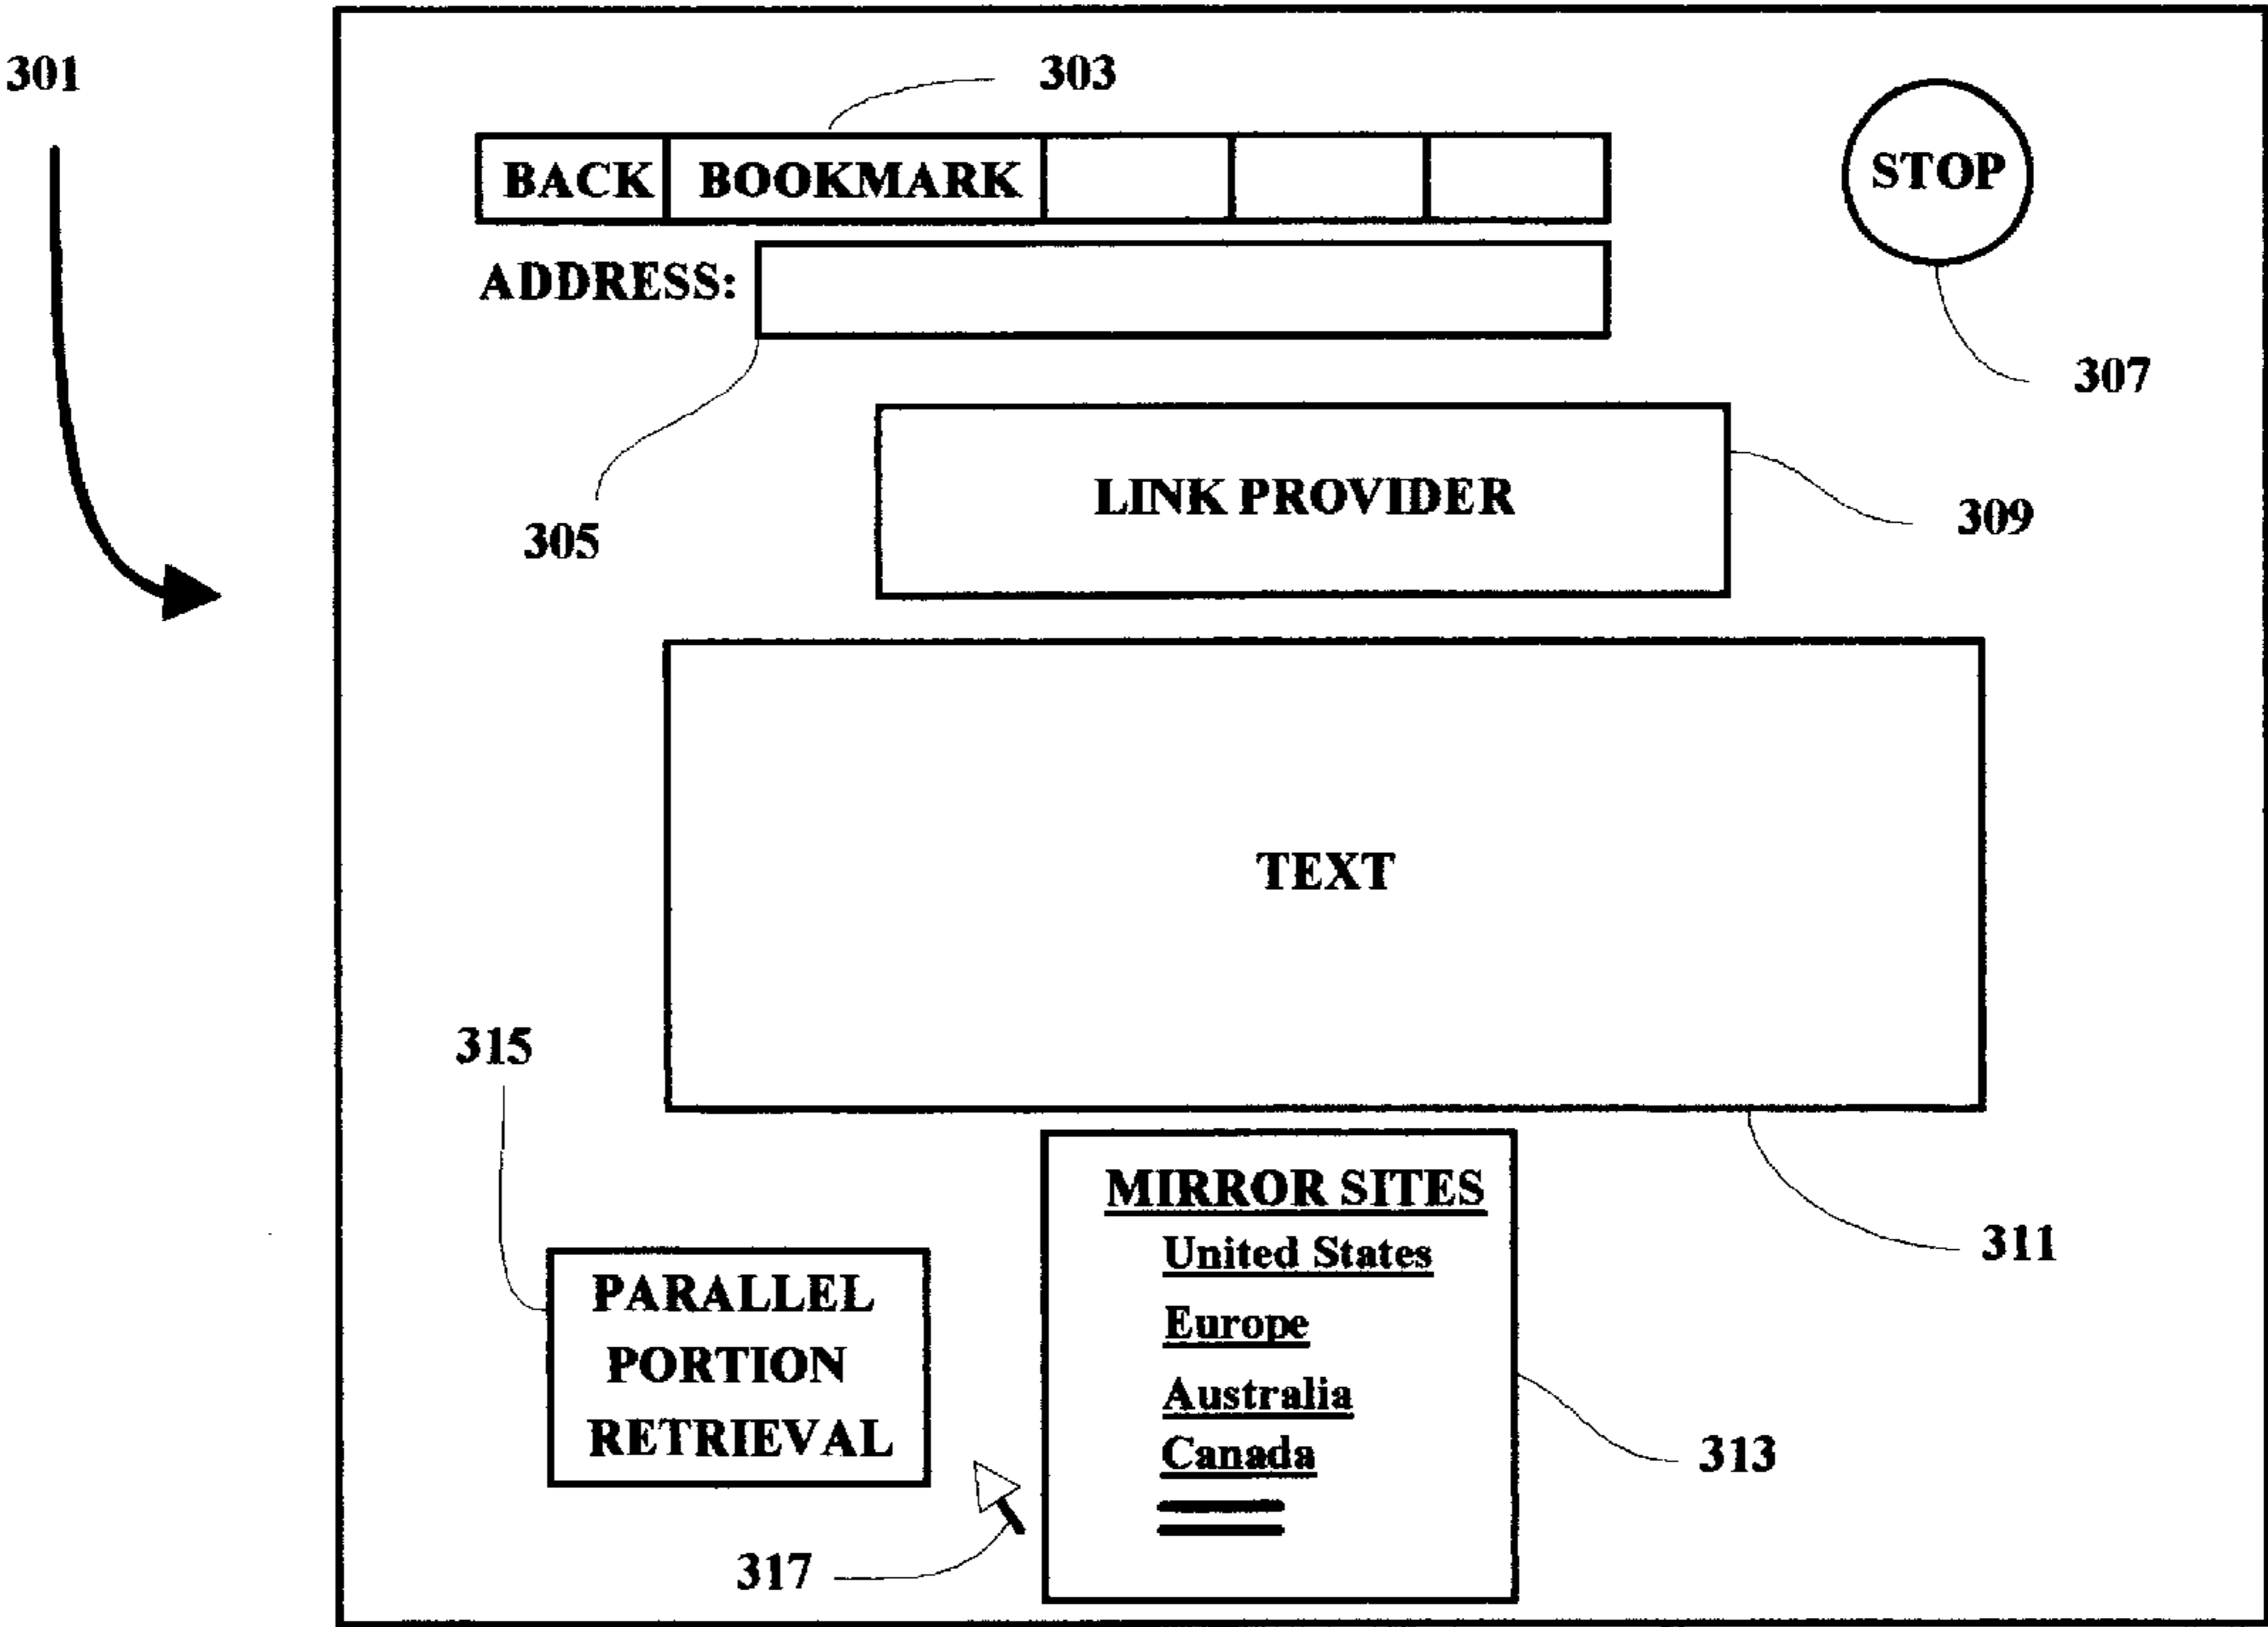 301
303
BACK BOOKMARK
STOP
ADDRESS:
307
LINK PROVIDER
309
305
TEXT
315
MIRROR SITES
United States
311
PARALLEL
PORTION
RETRIEVAL
Europe
Australia
Canada
313
317